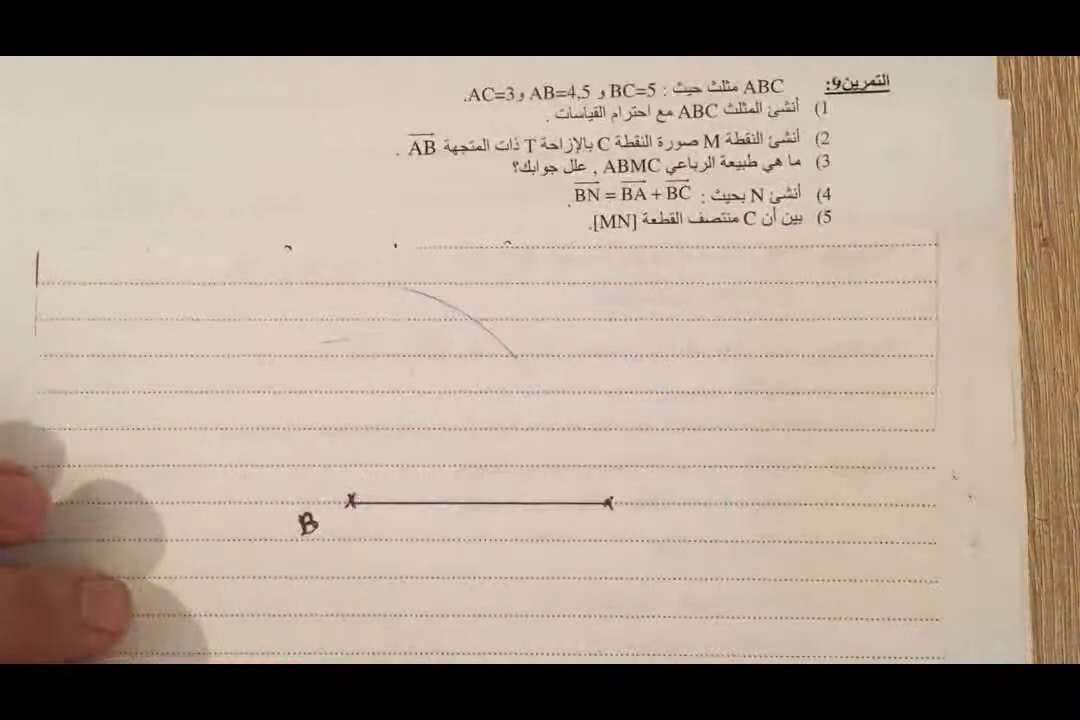 التمرين9: ABC مثلث حيث : BC=5 و AB=4,5 و AC=3.
1) أنشئ المثلث ABC مع احترام القياسات .
2) أنشئ النقطة M صورة النقطة C بالإزاحة T ذات المتجهة AB .
3) ما هي طبيعة الرباعي ABMC , علل جوابك؟
4) أنشئ N بحيث : BN = BA + BC .
5) بين أن C منتصف القطعة [MN].
B